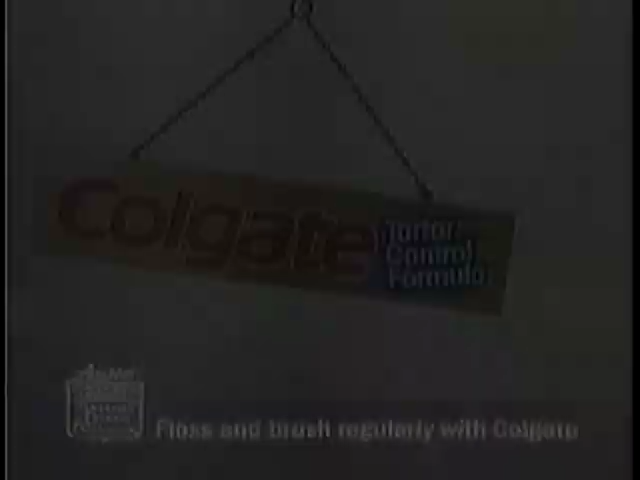 Colgate
Tartar
Control
Formula
Floss and brush regularly with Colgate